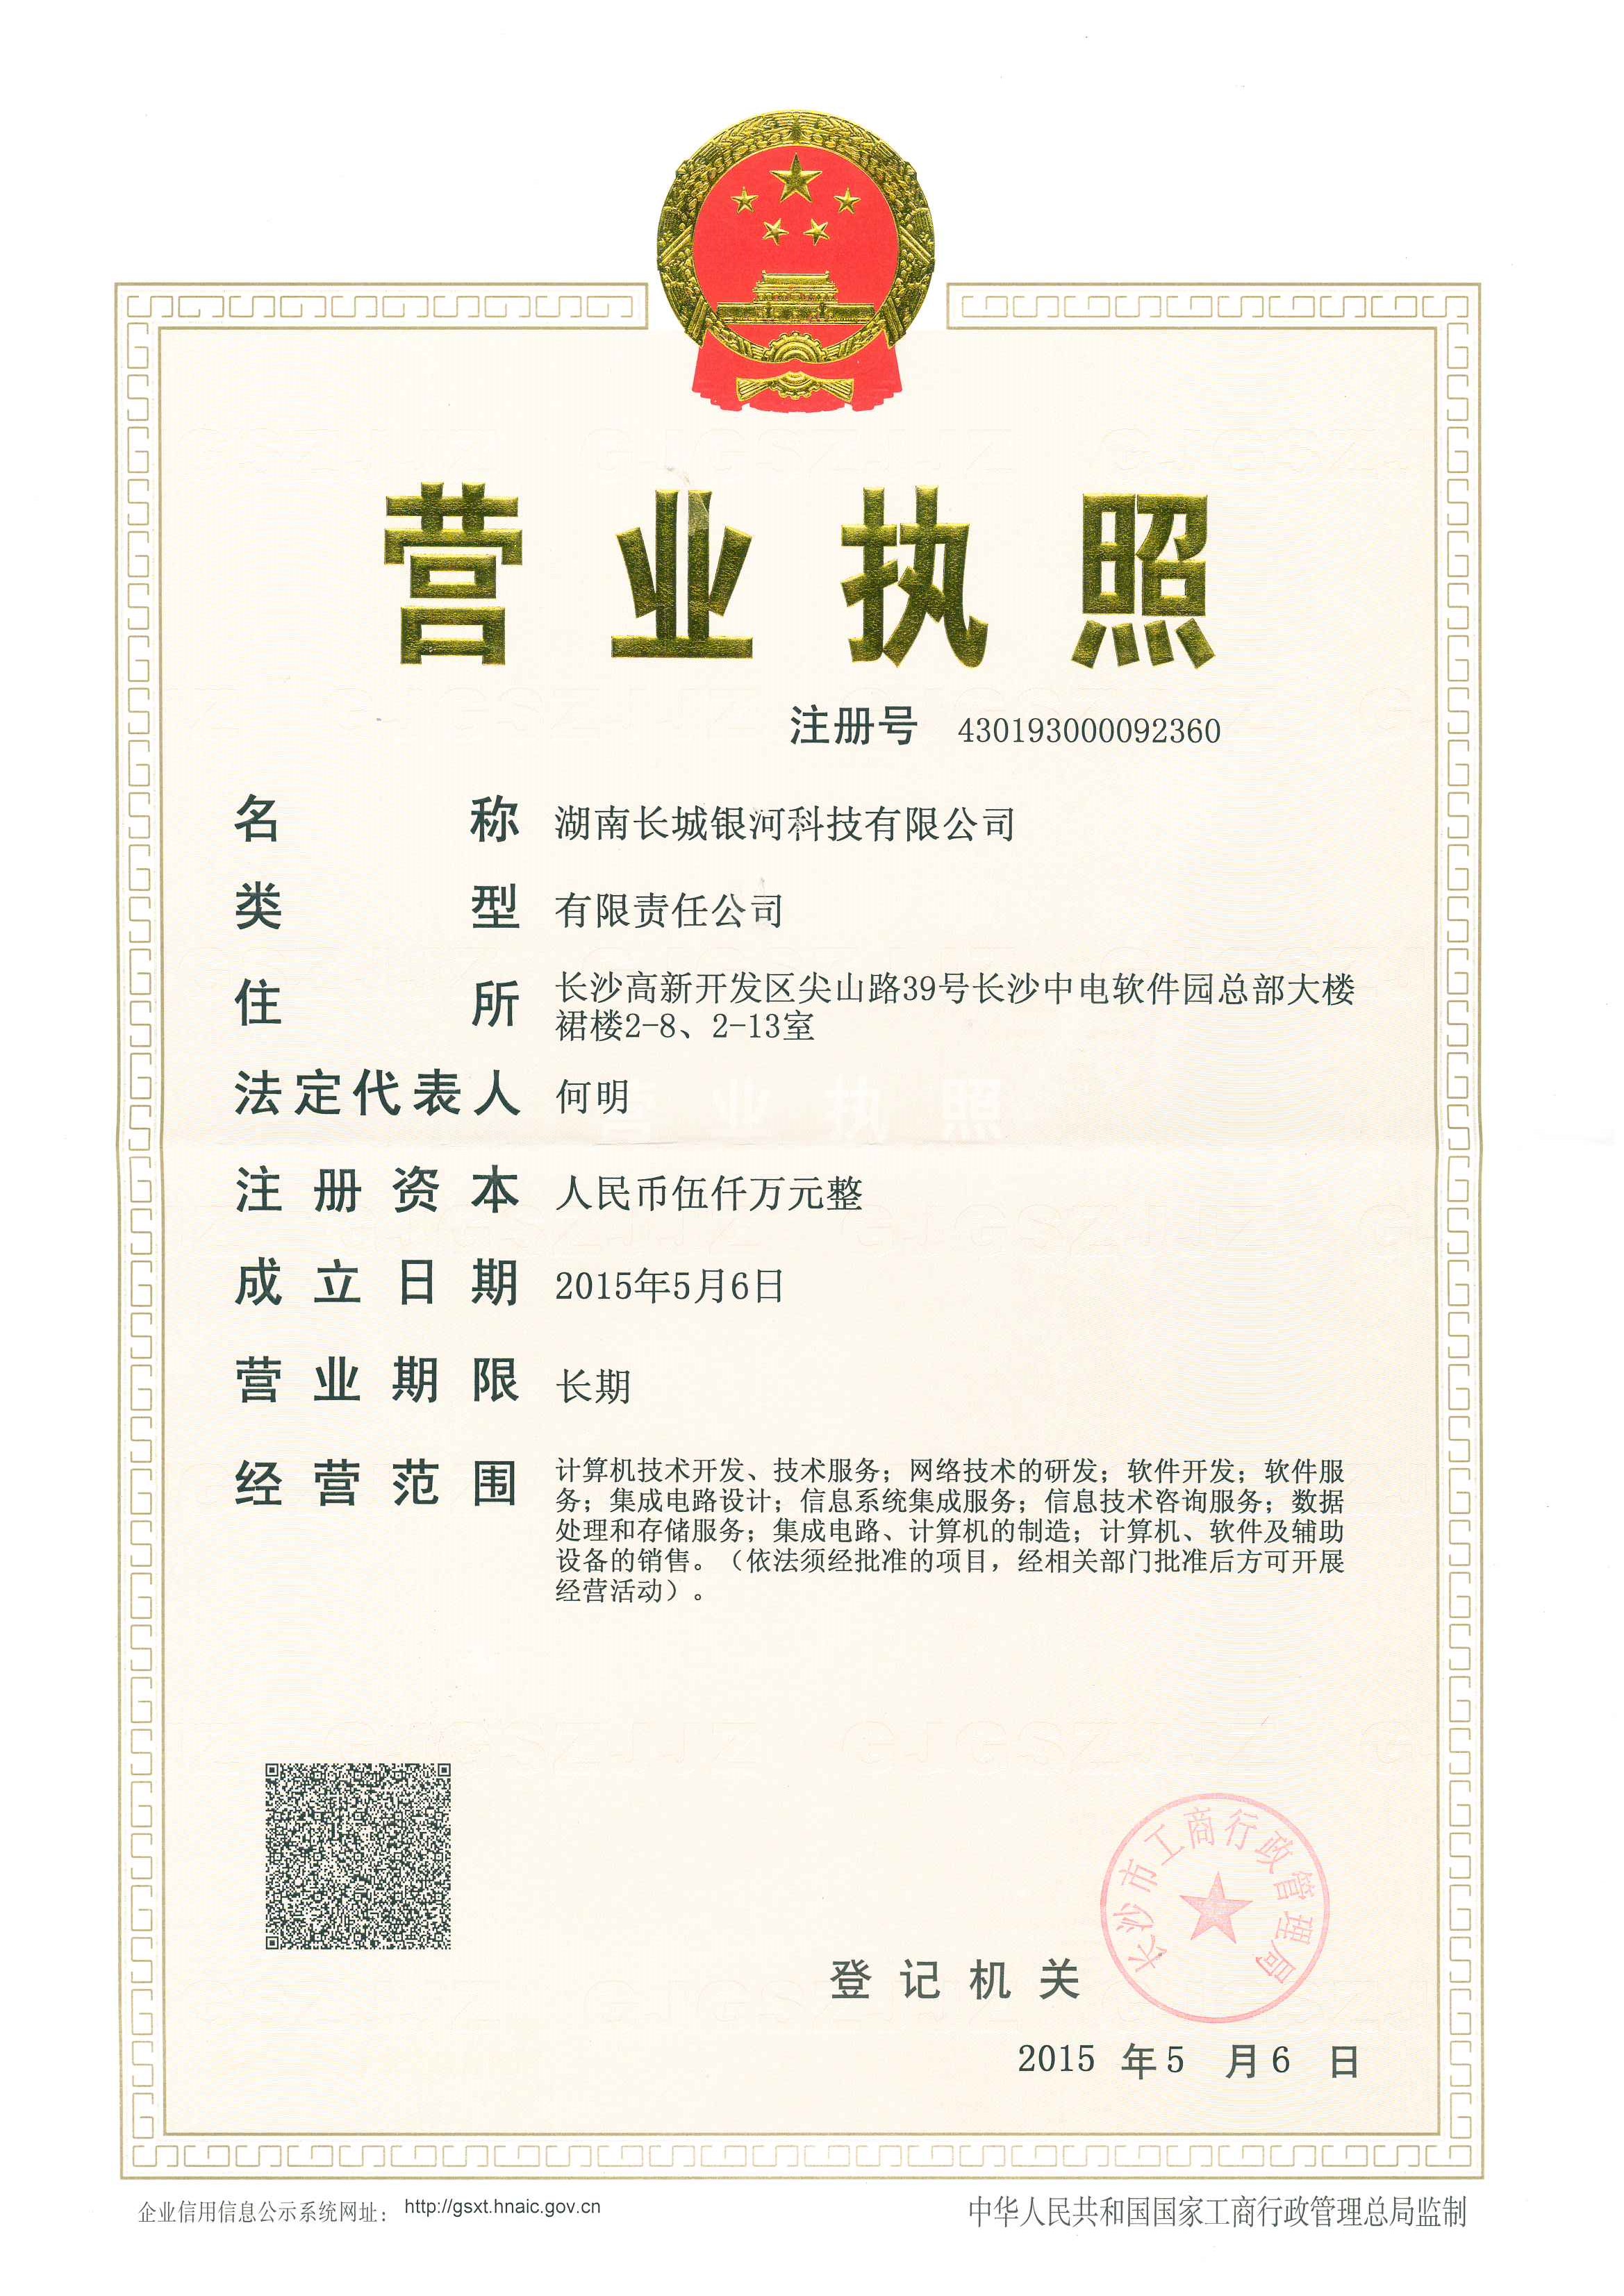 营业执照
注册号 430193000092360
名称 湖南长城银河科技有限公司
类型 有限责任公司
住所 长沙高新开发区尖山路39号长沙中电软件园总部大楼
裙楼2-8、2-13室
法定代表人 何明
注册资本 人民币伍仟万元整
成立日期 2015年5月6日
营业期限 长期
经营范围 计算机技术开发、技术服务；网络技术的研发；软件开发；软件服
务；集成电路设计；信息系统集成服务；信息技术咨询服务；数据
处理和存储服务；集成电路、计算机的制造；计算机、软件及辅助
设备的销售。（依法须经批准的项目，经相关部门批准后方可开展
经营活动）。
长沙市工商行政管理局
登记机关
2015 年 5 月 6 日
企业信用信息公示系统网址： http://gsxt.hnaic.gov.cn
中华人民共和国国家工商行政管理总局监制